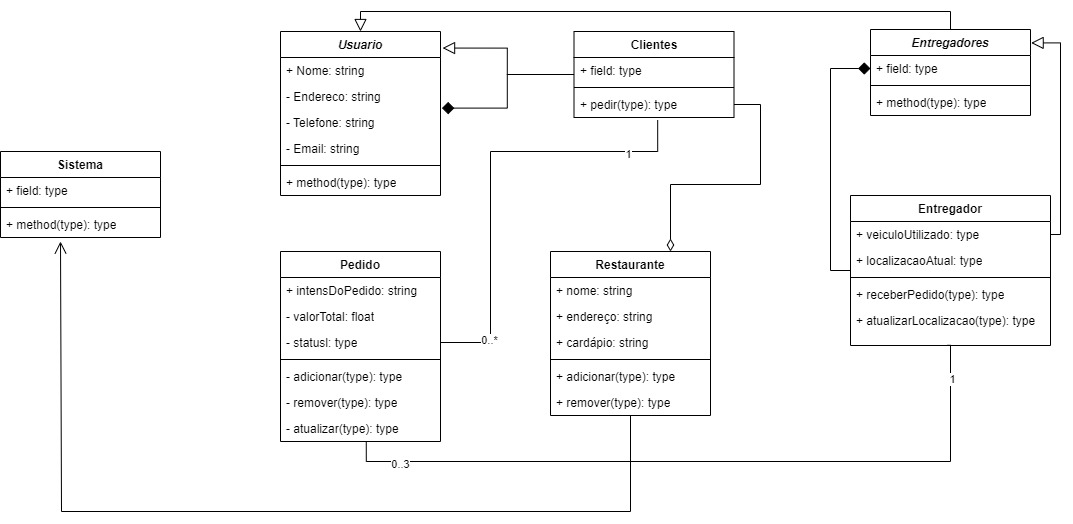 Usuario
+ Nome: string
- Endereco: string
- Telefone: string
- Email: string
+ method(type): type
Clientes
+ field: type
+ pedir(type): type
Entregadores
+ field: type
+ method(type): type
1
Sistema
+ field: type
+ method(type): type
Entregador
+ veiculoUtilizado: type
+ localizacaoAtual: type
+ receberPedido(type): type
+ atualizarLocalizacao(type): type
Pedido
+ intensDoPedido: string
- valorTotal: float
- statusI: type
- adicionar(type): type
- remover(type): type
- atualizar(type): type
0..*
Restaurante
+ nome: string
+ endereço: string
+ cardápio: string
+ adicionar(type): type
+ remover(type): type
1
0..3